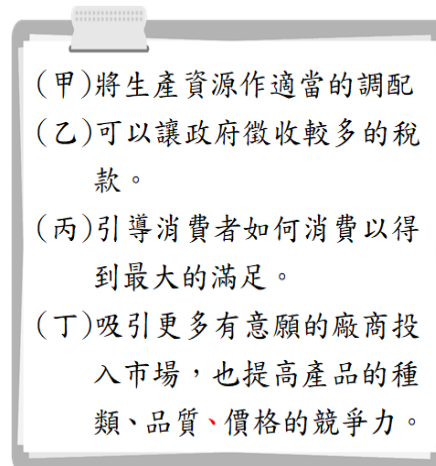 (甲)將生產資源作適當的調配
(乙)可以讓政府徵收較多的稅
款。
(丙)引導消費者如何消費以得
到最大的滿足。
(丁)吸引更多有意願的廠商投
入市場，也提高產品的種
類、品質、價格的競爭力。